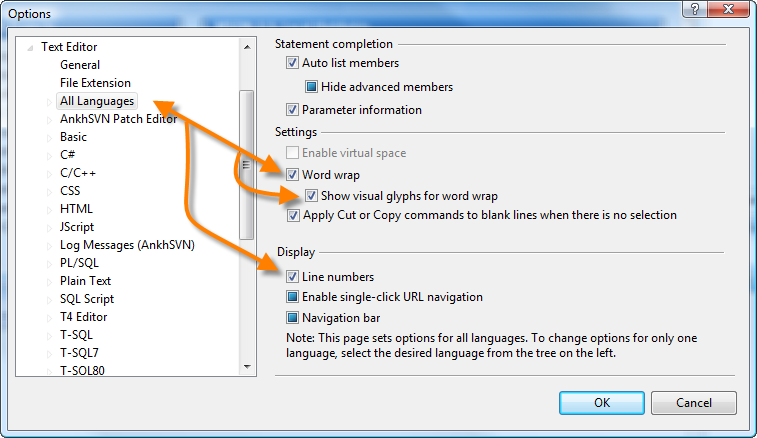 Options
Text Editor
General
File Extension
All Languages
AnkhSVN Patch Editor
Basic
C#
C/C++
CSS
HTML
JScript
Log Messages (AnkhSVN)
PL/SQL
Plain Text
SQL Script
T4 Editor
T-SQL
T-SQL7
T-SQL80
Statement completion
Auto list members
Hide advanced members
Parameter information
Settings
Enable virtual space
Word wrap
Show visual glyphs for word wrap
Apply Cut or Copy commands to blank lines when there is no selection
Display
Line numbers
Enable single-click URL navigation
Navigation bar
Note: This page sets options for all languages. To change options for only one
language, select the desired language from the tree on the left.
OK
Cancel